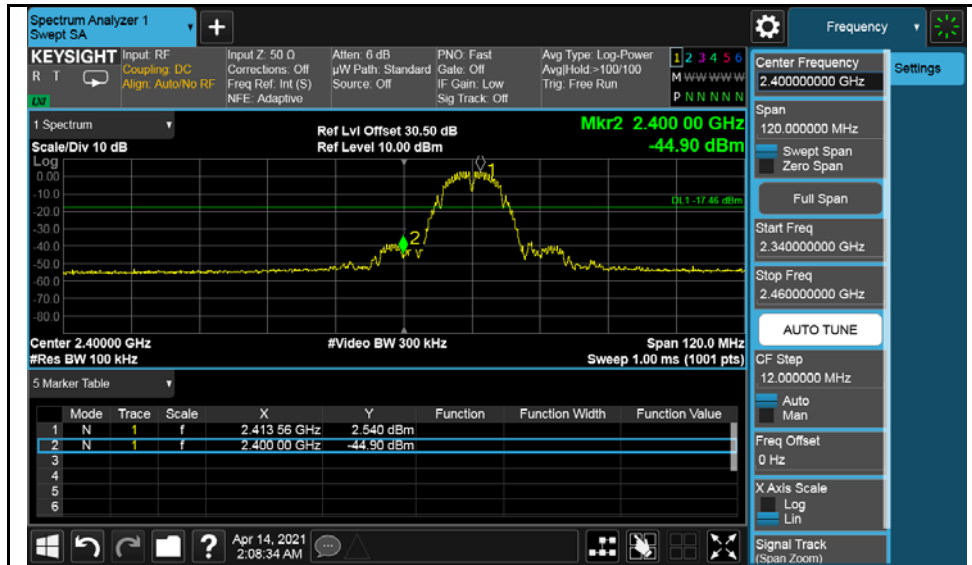 Spectrum Analyzer 1
Swept SA
+
Frequency
KEYSIGHT
R T
LXI
Input: RF
Coupling: DC
Align: Auto/No RF
Input Z: 50 Ω
Corrections: Off
Freq Ref: Int (S)
NFE: Adaptive
Atten: 6 dB
µW Path: Standard
Source: Off
PNO: Fast
Gate: Off
IF Gain: Low
Sig Track: Off
Avg Type: Log-Power
Avg|Hold:>100/100
Trig: Free Run
1 2 3 4 5 6
M W W W W W
P N N N N N
1 Spectrum
Scale/Div 10 dB
Ref Lvl Offset 30.50 dB
Ref Level 10.00 dBm
Mkr2 2.400 00 GHz
-44.90 dBm
Log
0.00
-10.0
-20.0
-30.0
-40.0
-50.0
-60.0
-70.0
-80.0
1
2
DL1 -17.46 dBm
Center 2.40000 GHz
#Res BW 100 kHz
#Video BW 300 kHz
Span 120.0 MHz
Sweep 1.00 ms (1001 pts)
5 Marker Table
Mode Trace Scale X Y Function Function Width Function Value
1 N 1 f 2.413 56 GHz 2.540 dBm
2 N 1 f 2.400 00 GHz -44.90 dBm
3
4
5
6
Apr 14, 2021
2:08:34 AM
?
Center Frequency
2.400000000 GHz
Settings
Span
120.000000 MHz
Swept Span
Zero Span
Full Span
Start Freq
2.340000000 GHz
Stop Freq
2.460000000 GHz
AUTO TUNE
CF Step
12.000000 MHz
Auto
Man
Freq Offset
0 Hz
X Axis Scale
Log
Lin
Signal Track
(Span Zoom)